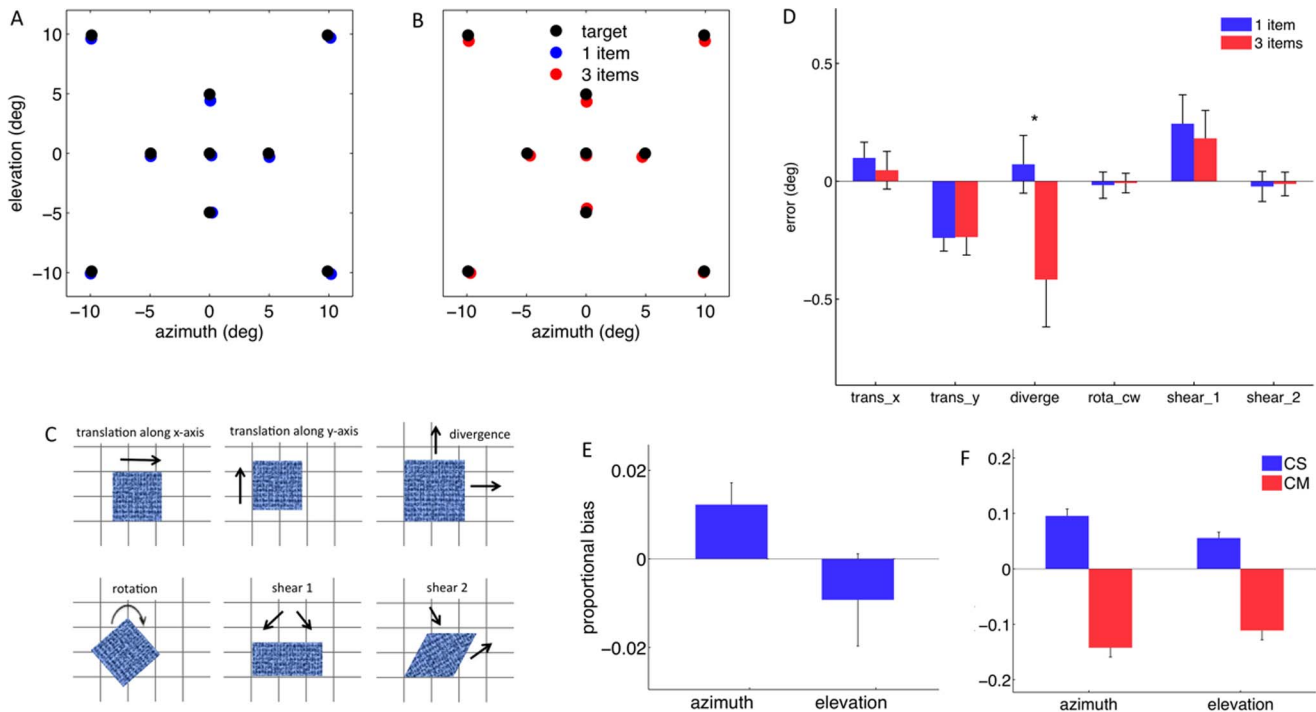 A
elevation (deg)
10
5
0
−5
−10
−10 −5 0 5 10
azimuth (deg)
B
target
1 item
3 items
−10 −5 0 5 10
azimuth (deg)
D
1 item
3 items
error (deg)
0.5
0
−0.5
*
trans_x trans_y diverge rota_cw shear_1 shear_2
C
translation along x-axis
translation along y-axis
divergence
rotation
shear 1
shear 2
E
proportional bias
0.02
0
−0.02
azimuth elevation
F
CS
CM
0.2
0.1
0
−0.1
−0.2
azimuth elevation